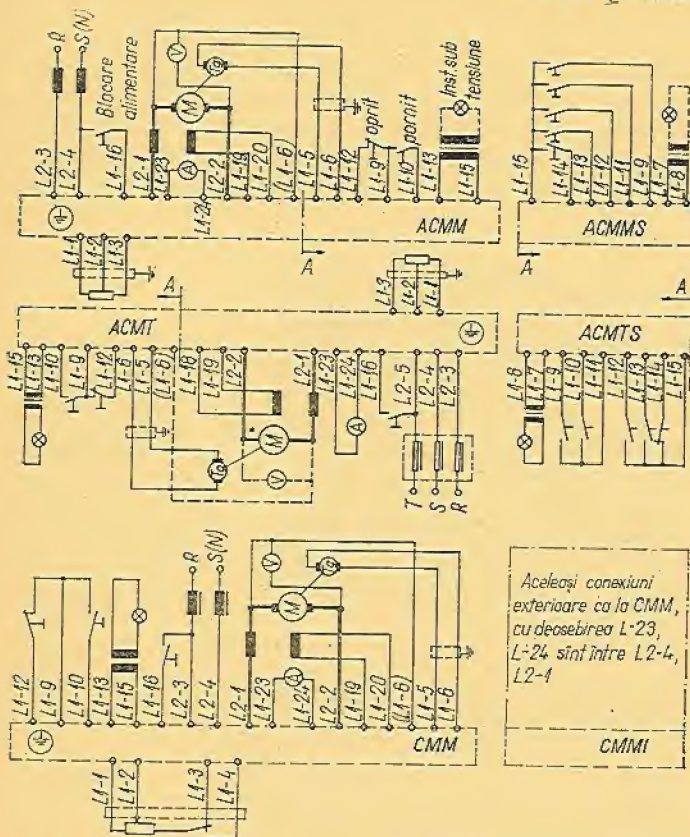 R
S(N)
Blocare
alimentare
V
Tg
M
A
oprit
pornit
Inst. sub
tensiune
L2-3
L2-4
L1-16
L2-1
L1-23
L1-24
L2-2
L1-19
L1-20
(L1-6)
L1-5
L1-6
L1-12
L1-9
L1-10
L1-13
L1-15
ACMM
L1-1
L1-2
L1-3
A
L1-15
L1-14
L1-13
L1-12
L1-11
L1-9
L1-7
L1-8
ACMMS
A
ACMT
L1-3
L1-2
L1-1
A
L1-15
L1-13
L1-10
L1-9
L1-12
L1-6
L1-5
(L1-6)
L1-18
L1-19
L2-2
L2-1
L1-23
L1-24
L1-16
L2-5
L2-4
L2-3
Tg
M
V
A
T
S
R
ACMTS
A
L1-8
L1-7
L1-9
L1-10
L1-11
L1-12
L1-13
L1-14
L1-15
R
S(N)
V
Tg
M
A
L1-12
L1-9
L1-10
L1-13
L1-15
L1-16
L2-3
L2-4
L2-1
L1-23
L1-24
L2-2
L1-19
L1-20
(L1-6)
L1-5
L1-6
CMM
L1-1
L1-2
L1-3
L1-4
Aceleași conexiuni
exterioare ca la CMM,
cu deosebirea L-23,
L-24 sînt între L2-4,
L2-1
CMMI